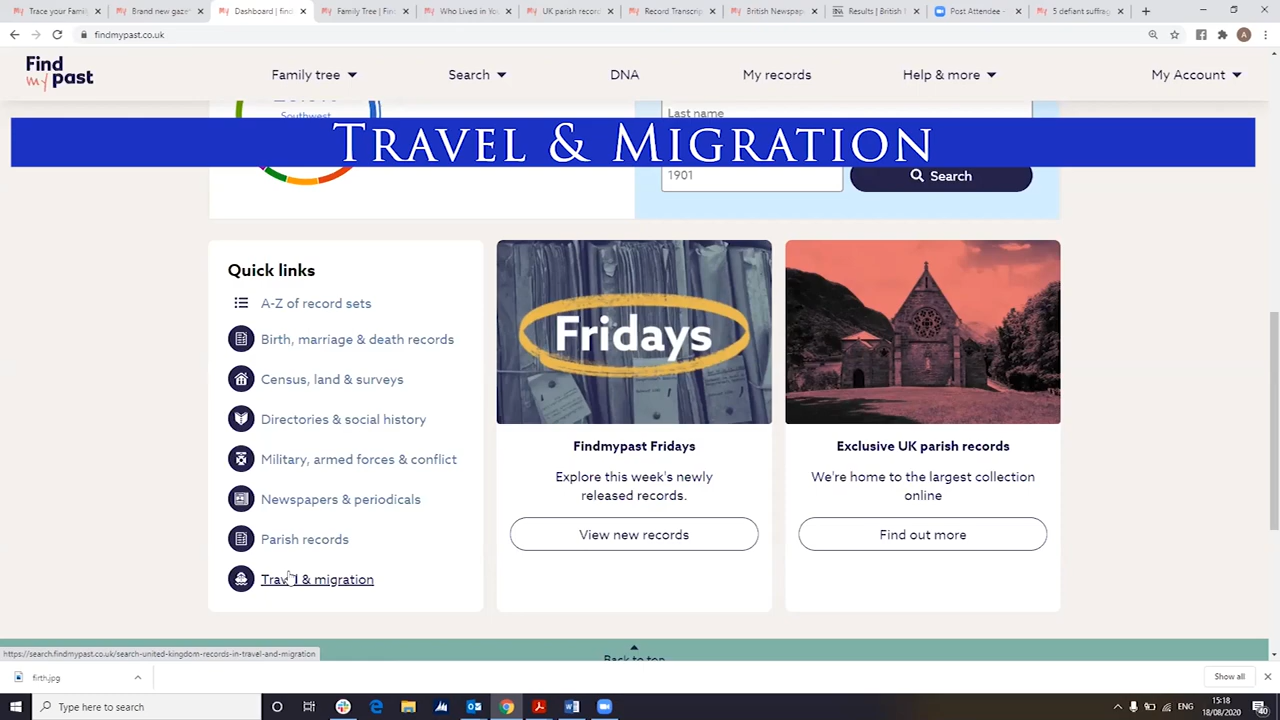 Trace your Famil
Brand new gaze
Dashboard | find
Family Tree | Find
Who Lived in You
UK parish record
Record Transcrip
British Newspap
Results | British N
Post Attendee -
5 defiant suffrag
findmypast.co.uk
A
Find my past
Family tree
Search
DNA
My records
Help & more
My Account
Southwest
Last name
TRAVEL & MIGRATION
1901
Search
Quick links
A-Z of record sets
Birth, marriage & death records
Census, land & surveys
Directories & social history
Military, armed forces & conflict
Newspapers & periodicals
Parish records
Travel & migration
Fridays
Findmypast Fridays
Explore this week's newly
released records.
View new records
Exclusive UK parish records
We're home to the largest collection
online
Find out more
https://search.findmypast.co.uk/search-united-kingdom-records-in-travel-and-migration
Back to top
firth.jpg
Show all
Type here to search
ENG
15:18
18/08/2020